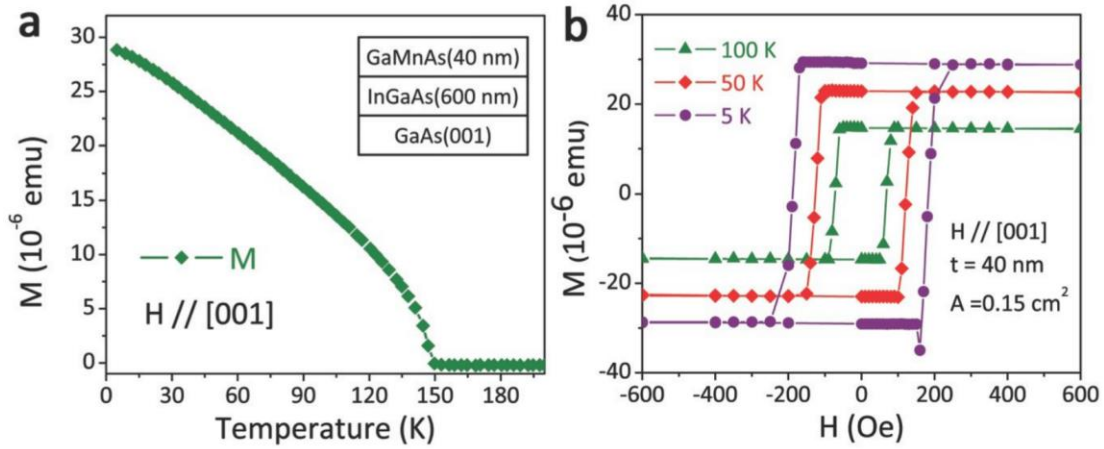 a
M (10⁻⁶ emu)
30
25
20
15
10
5
0
GaMnAs(40 nm)
InGaAs(600 nm)
GaAs(001)
M
H // [001]
0 30 60 90 120 150 180
Temperature (K)
b
M (10⁻⁶ emu)
40
20
0
-20
-40
100 K
50 K
5 K
H // [001]
t = 40 nm
A =0.15 cm²
-600 -400 -200 0 200 400 600
H (Oe)